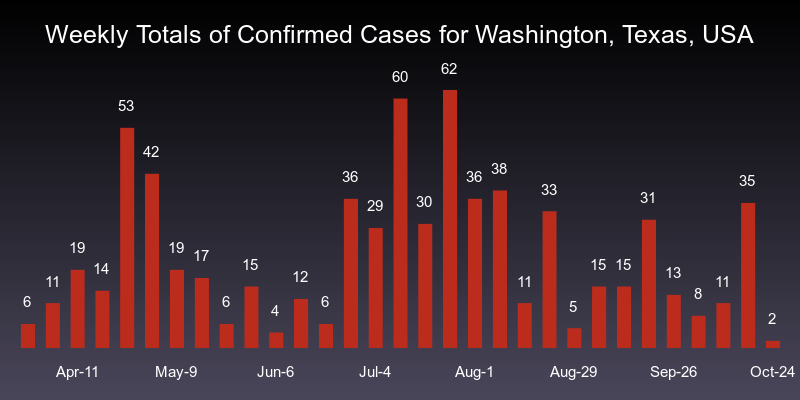 Weekly Totals of Confirmed Cases for Washington, Texas, USA
6 11 19 14 53 42 19 17 6 15 4 12 6 36 29 60 30 62 36 38 11 33 5 15 15 31 13 8 11 35 2
Apr-11 May-9 Jun-6 Jul-4 Aug-1 Aug-29 Sep-26 Oct-24